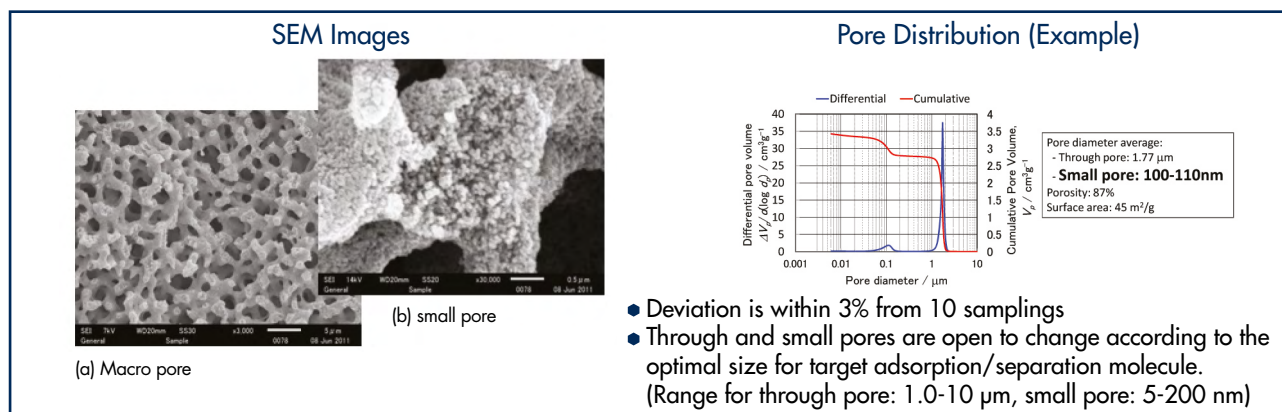 SEM Images
SEI 7kV WD20mm SS30 x3,000 5μm
General Sample 0078 08 Jun 2011
(a) Macro pore
SEI 14kV WD20mm SS20 x30,000 0.5μm
General Sample 0078 08 Jun 2011
(b) small pore
Pore Distribution (Example)
Differential Cumulative
Differential pore volume
ΔVp/d(log dp) / cm³g⁻¹
40
35
30
25
20
15
10
5
0
4
3.5
3
2.5
2
1.5
1
0.5
0
Cumulative Pore Volume,
Vp / cm³g⁻¹
0.001 0.01 0.1 1 10
Pore diameter / μm
Pore diameter average:
- Through pore: 1.77 μm
- Small pore: 100-110nm
Porosity: 87%
Surface area: 45 m²/g
Deviation is within 3% from 10 samplings
Through and small pores are open to change according to the
optimal size for target adsorption/separation molecule.
(Range for through pore: 1.0-10 μm, small pore: 5-200 nm)